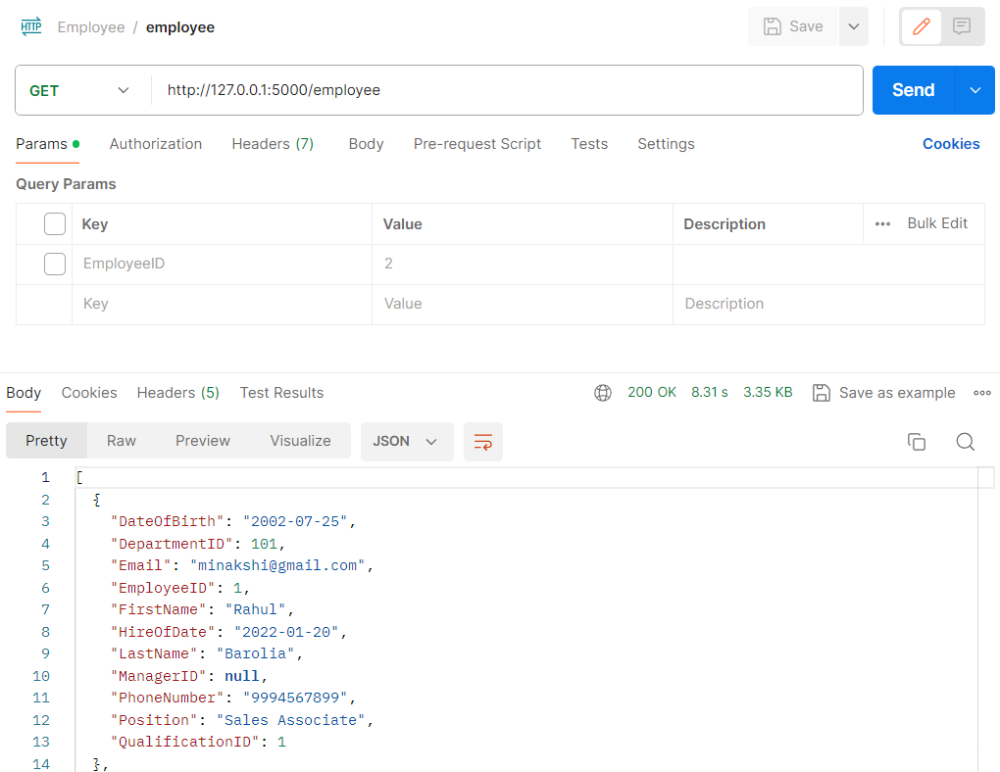 HTTP Employee / employee Save
GET http://127.0.0.1:5000/employee Send
Params Authorization Headers (7) Body Pre-request Script Tests Settings Cookies
Query Params
Key Value Description Bulk Edit
EmployeeID 2
Key Value Description
Body Cookies Headers (5) Test Results 200 OK 8.31 s 3.35 KB Save as example
Pretty Raw Preview Visualize JSON
1 [
2 {
3 "DateOfBirth": "2002-07-25",
4 "DepartmentID": 101,
5 "Email": "minakshi@gmail.com",
6 "EmployeeID": 1,
7 "FirstName": "Rahul",
8 "HireOfDate": "2022-01-20",
9 "LastName": "Barolia",
10 "ManagerID": null,
11 "PhoneNumber": "9994567899",
12 "Position": "Sales Associate",
13 "QualificationID": 1
14 },